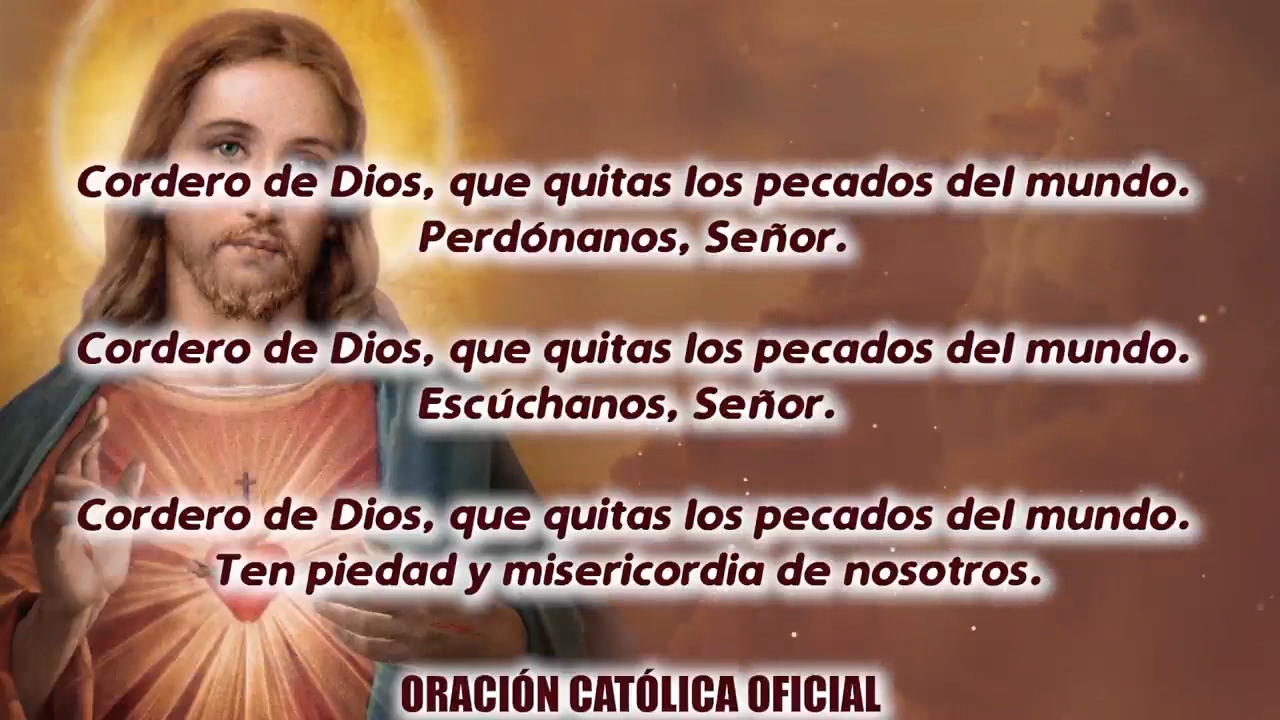 Cordero de Dios, que quitas los pecados del mundo.
Perdónanos, Señor.
Cordero de Dios, que quitas los pecados del mundo.
Escúchanos, Señor.
Cordero de Dios, que quitas los pecados del mundo.
Ten piedad y misericordia de nosotros.
ORACIÓN CATÓLICA OFICIAL